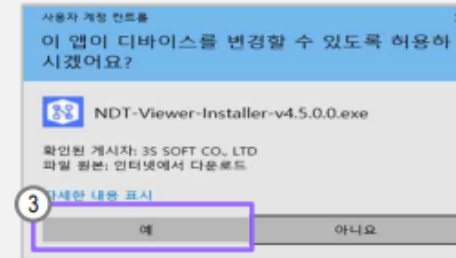 사용자 계정 컨트롤
이 앱이 디바이스를 변경할 수 있도록 허용하
시겠어요?
NDT-Viewer-Installer-v4.5.0.0.exe
확인된 게시자: 3S SOFT CO., LTD
파일 원본: 인터넷에서 다운로드
자세한 내용 표시
3
예 아니요